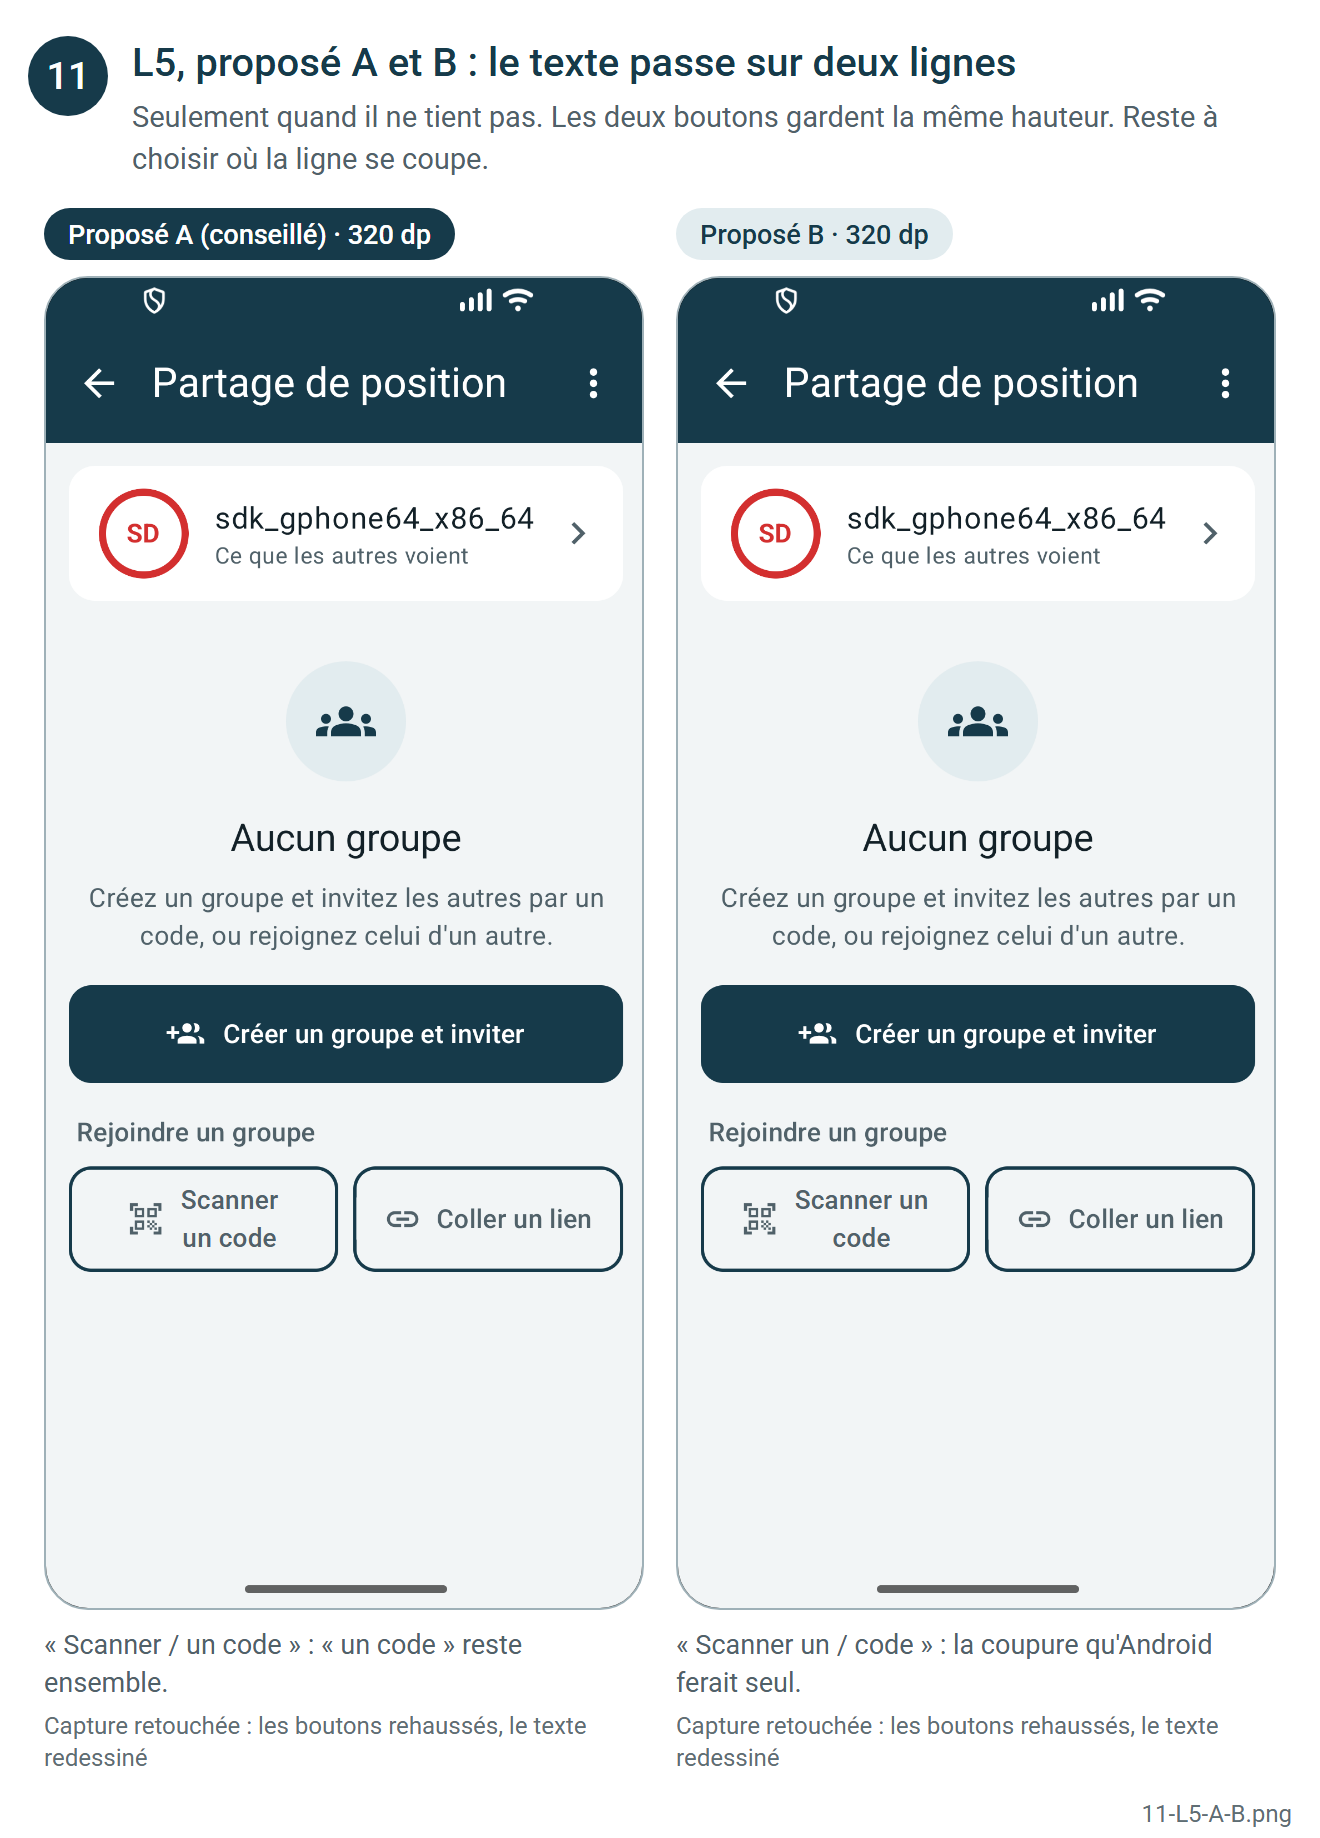 11
L5, proposé A et B : le texte passe sur deux lignes
Seulement quand il ne tient pas. Les deux boutons gardent la même hauteur. Reste à
choisir où la ligne se coupe.
Proposé A (conseillé) · 320 dp
Partage de position
SD
sdk_gphone64_x86_64
Ce que les autres voient
Aucun groupe
Créez un groupe et invitez les autres par un
code, ou rejoignez celui d'un autre.
Créer un groupe et inviter
Rejoindre un groupe
Scanner
un code
Coller un lien
« Scanner / un code » : « un code » reste
ensemble.
Capture retouchée : les boutons rehaussés, le texte
redessiné
Proposé B · 320 dp
Partage de position
SD
sdk_gphone64_x86_64
Ce que les autres voient
Aucun groupe
Créez un groupe et invitez les autres par un
code, ou rejoignez celui d'un autre.
Créer un groupe et inviter
Rejoindre un groupe
Scanner un
code
Coller un lien
« Scanner un / code » : la coupure qu'Android
ferait seul.
Capture retouchée : les boutons rehaussés, le texte
redessiné
11-L5-A-B.png